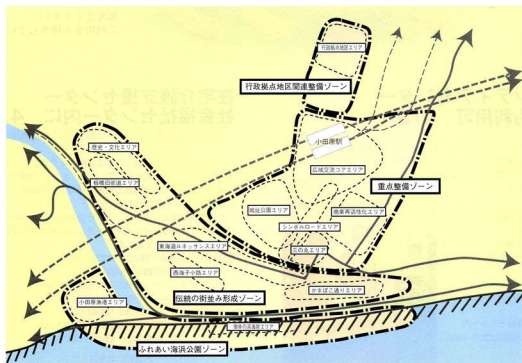 行政拠点地区エリア
行政拠点地区関連整備ゾーン
小田原駅
歴史・文化エリア
広域交流コアエリア
板橋旧街道エリア
重点整備ゾーン
城址公園エリア
商業再活性化エリア
シンボルロードエリア
東海道ルネッサンスエリア
三の丸エリア
西海子小路エリア
かまぼこ通りエリア
伝統の街並み形成ゾーン
小田原漁港エリア
ふれあい海浜公園ゾーン